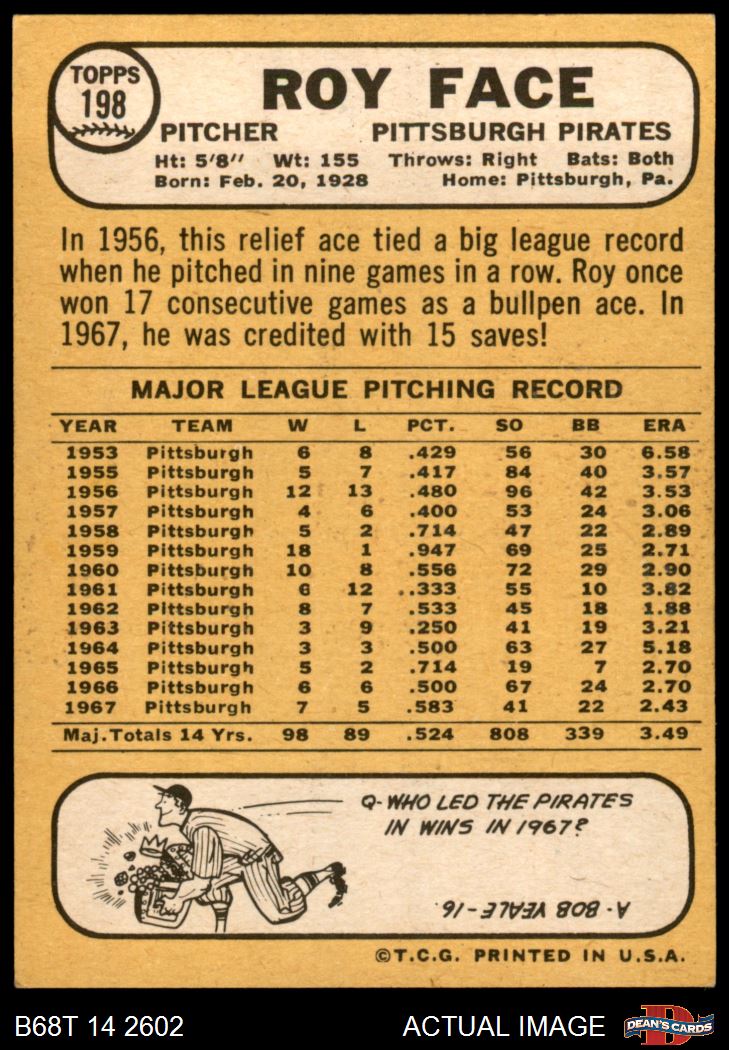 TOPPS
198
ROY FACE
PITCHER PITTSBURGH PIRATES
Ht: 5'8" Wt: 155 Throws: Right Bats: Both
Born: Feb. 20, 1928 Home: Pittsburgh, Pa.
In 1956, this relief ace tied a big league record
when he pitched in nine games in a row. Roy once
won 17 consecutive games as a bullpen ace. In
1967, he was credited with 15 saves!
MAJOR LEAGUE PITCHING RECORD
YEAR TEAM W L PCT. SO BB ERA
1953 Pittsburgh 6 8 .429 56 30 6.58
1955 Pittsburgh 5 7 .417 84 40 3.57
1956 Pittsburgh 12 13 .480 96 42 3.53
1957 Pittsburgh 4 6 .400 53 24 3.06
1958 Pittsburgh 5 2 .714 47 22 2.89
1959 Pittsburgh 18 1 .947 69 25 2.71
1960 Pittsburgh 10 8 .556 72 29 2.90
1961 Pittsburgh 6 12 .333 55 10 3.82
1962 Pittsburgh 8 7 .533 45 18 1.88
1963 Pittsburgh 3 9 .250 41 19 3.21
1964 Pittsburgh 3 3 .500 63 27 5.18
1965 Pittsburgh 5 2 .714 19 7 2.70
1966 Pittsburgh 6 6 .500 67 24 2.70
1967 Pittsburgh 7 5 .583 41 22 2.43
Maj. Totals 14 Yrs. 98 89 .524 808 339 3.49
Q-WHO LED THE PIRATES
IN WINS IN 1967?
A-BOB VEALE-16.
©T.C.G. PRINTED IN U.S.A.
B68T 14 2602 ACTUAL IMAGE DEAN'S CARDS